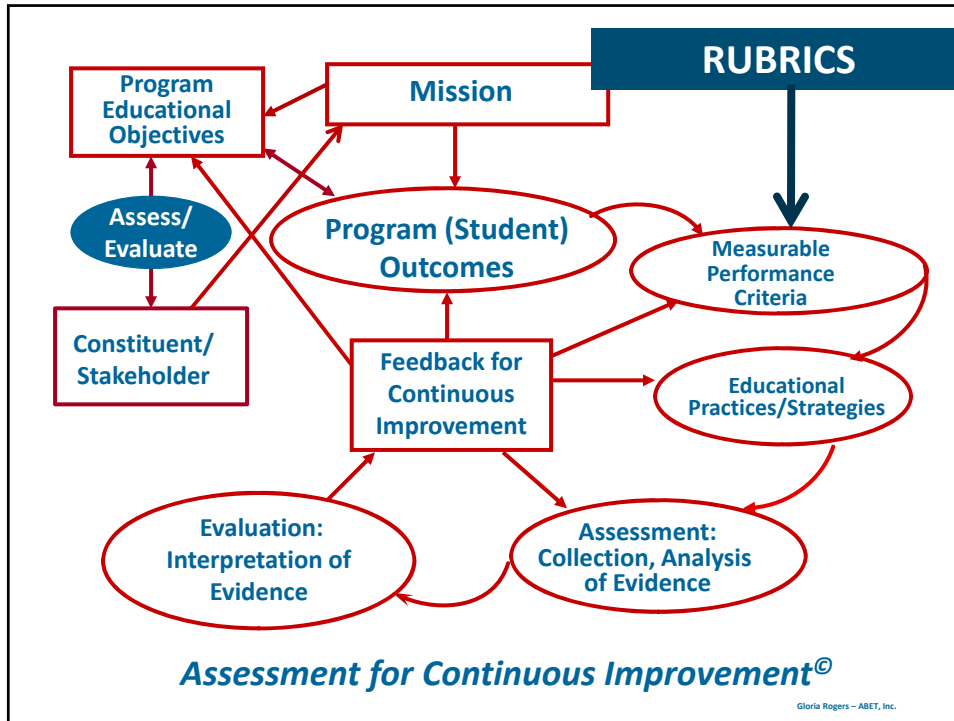 RUBRICS
Program
Educational
Objectives
Mission
Assess/
Evaluate
Program (Student)
Outcomes
Measurable
Performance
Criteria
Constituent/
Stakeholder
Feedback for
Continuous
Improvement
Educational
Practices/Strategies
Evaluation:
Interpretation of
Evidence
Assessment:
Collection, Analysis
of Evidence
Assessment for Continuous Improvement©
Gloria Rogers – ABET, Inc.